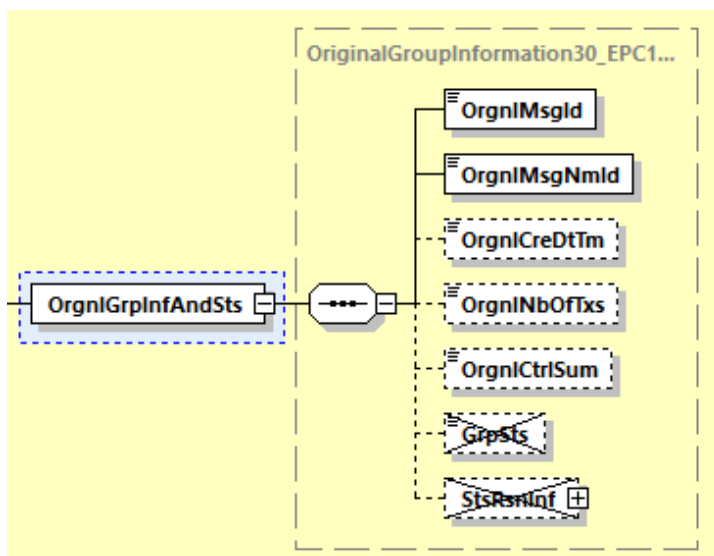 OriginalGroupInformation30_EPC1...
OrgnlMsgId
OrgnlMsgNmId
OrgnlCreDtTm
OrgnlGrpInfAndSts
OrgnlNbOfTxs
OrgnlCtrlSum
GrpSts
StsRsnInf